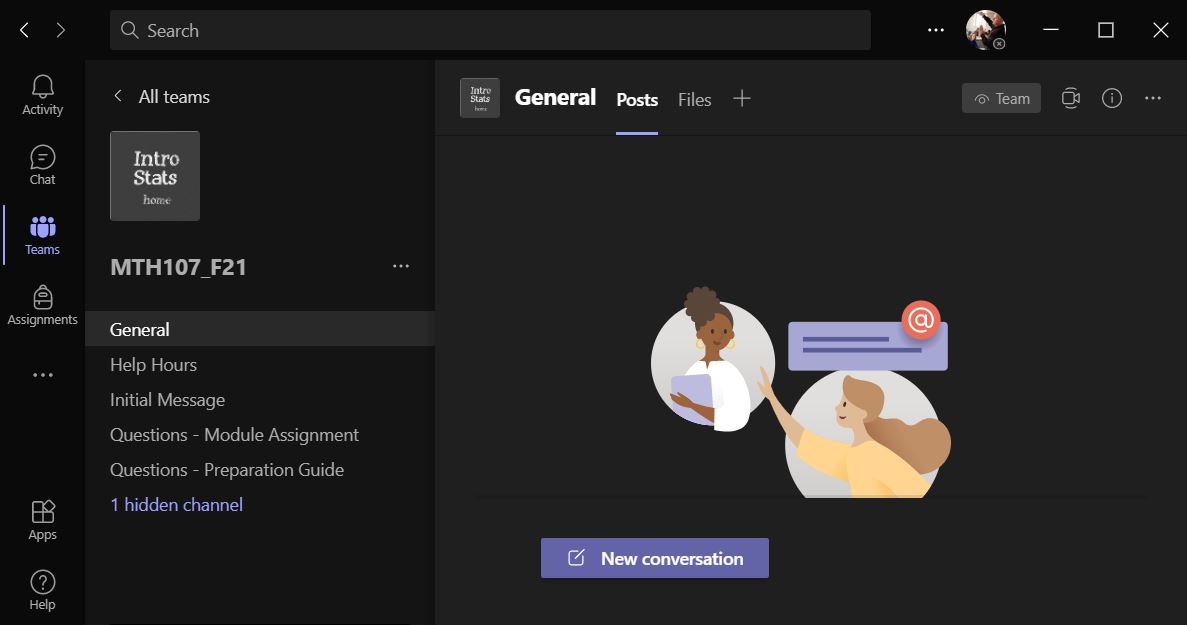 Search
Activity
Chat
Teams
Assignments
Apps
Help
All teams
Intro
Stats
home
MTH107_F21
General
Help Hours
Initial Message
Questions - Module Assignment
Questions - Preparation Guide
1 hidden channel
Intro
Stats
home
General Posts Files
Team
@
New conversation